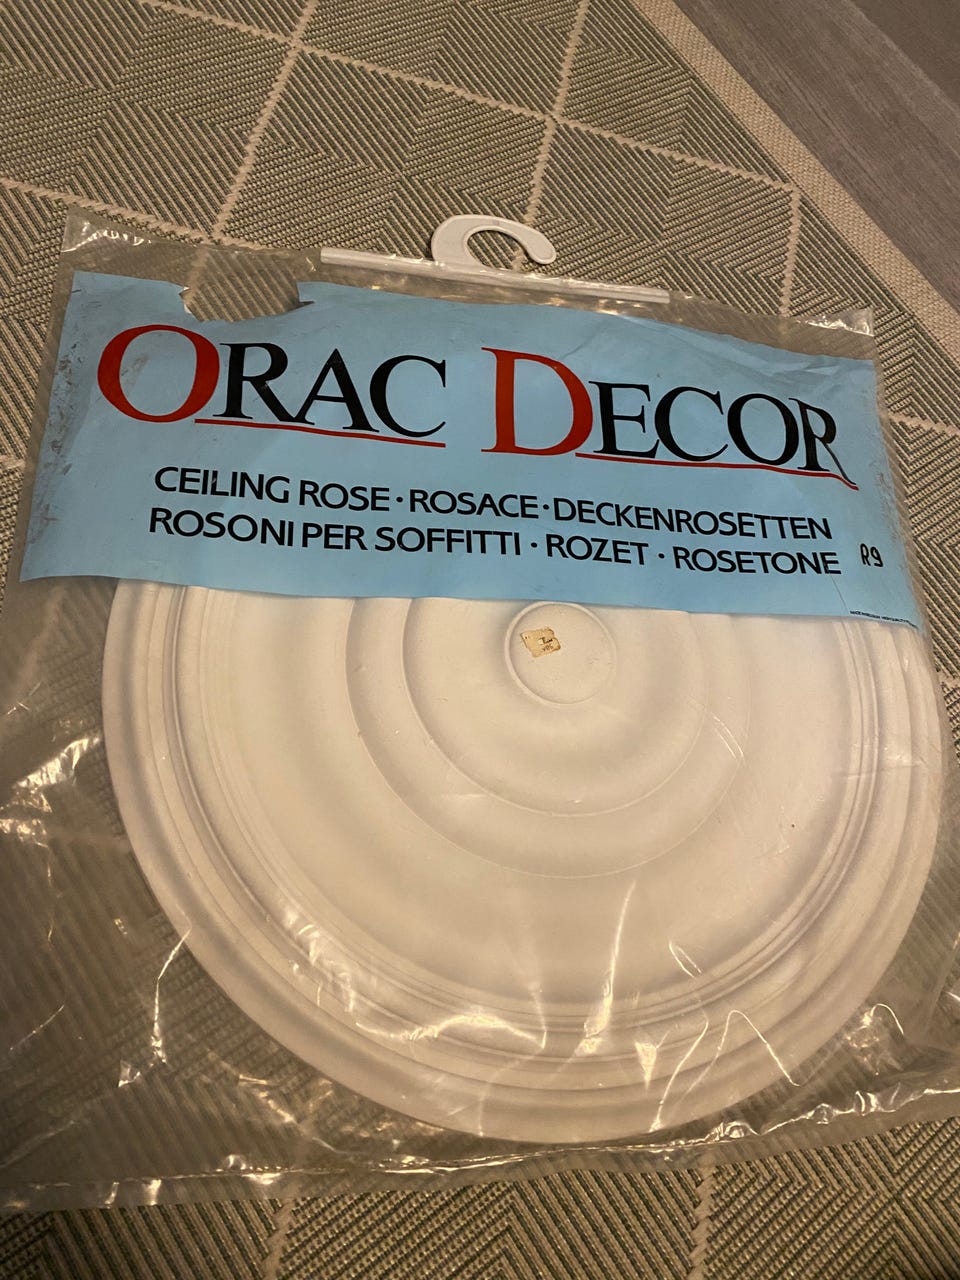 ORAC DECOR
CEILING ROSE · ROSACE · DECKENROSETTEN
ROSONI PER SOFFITTI · ROZET · ROSETONE
R9